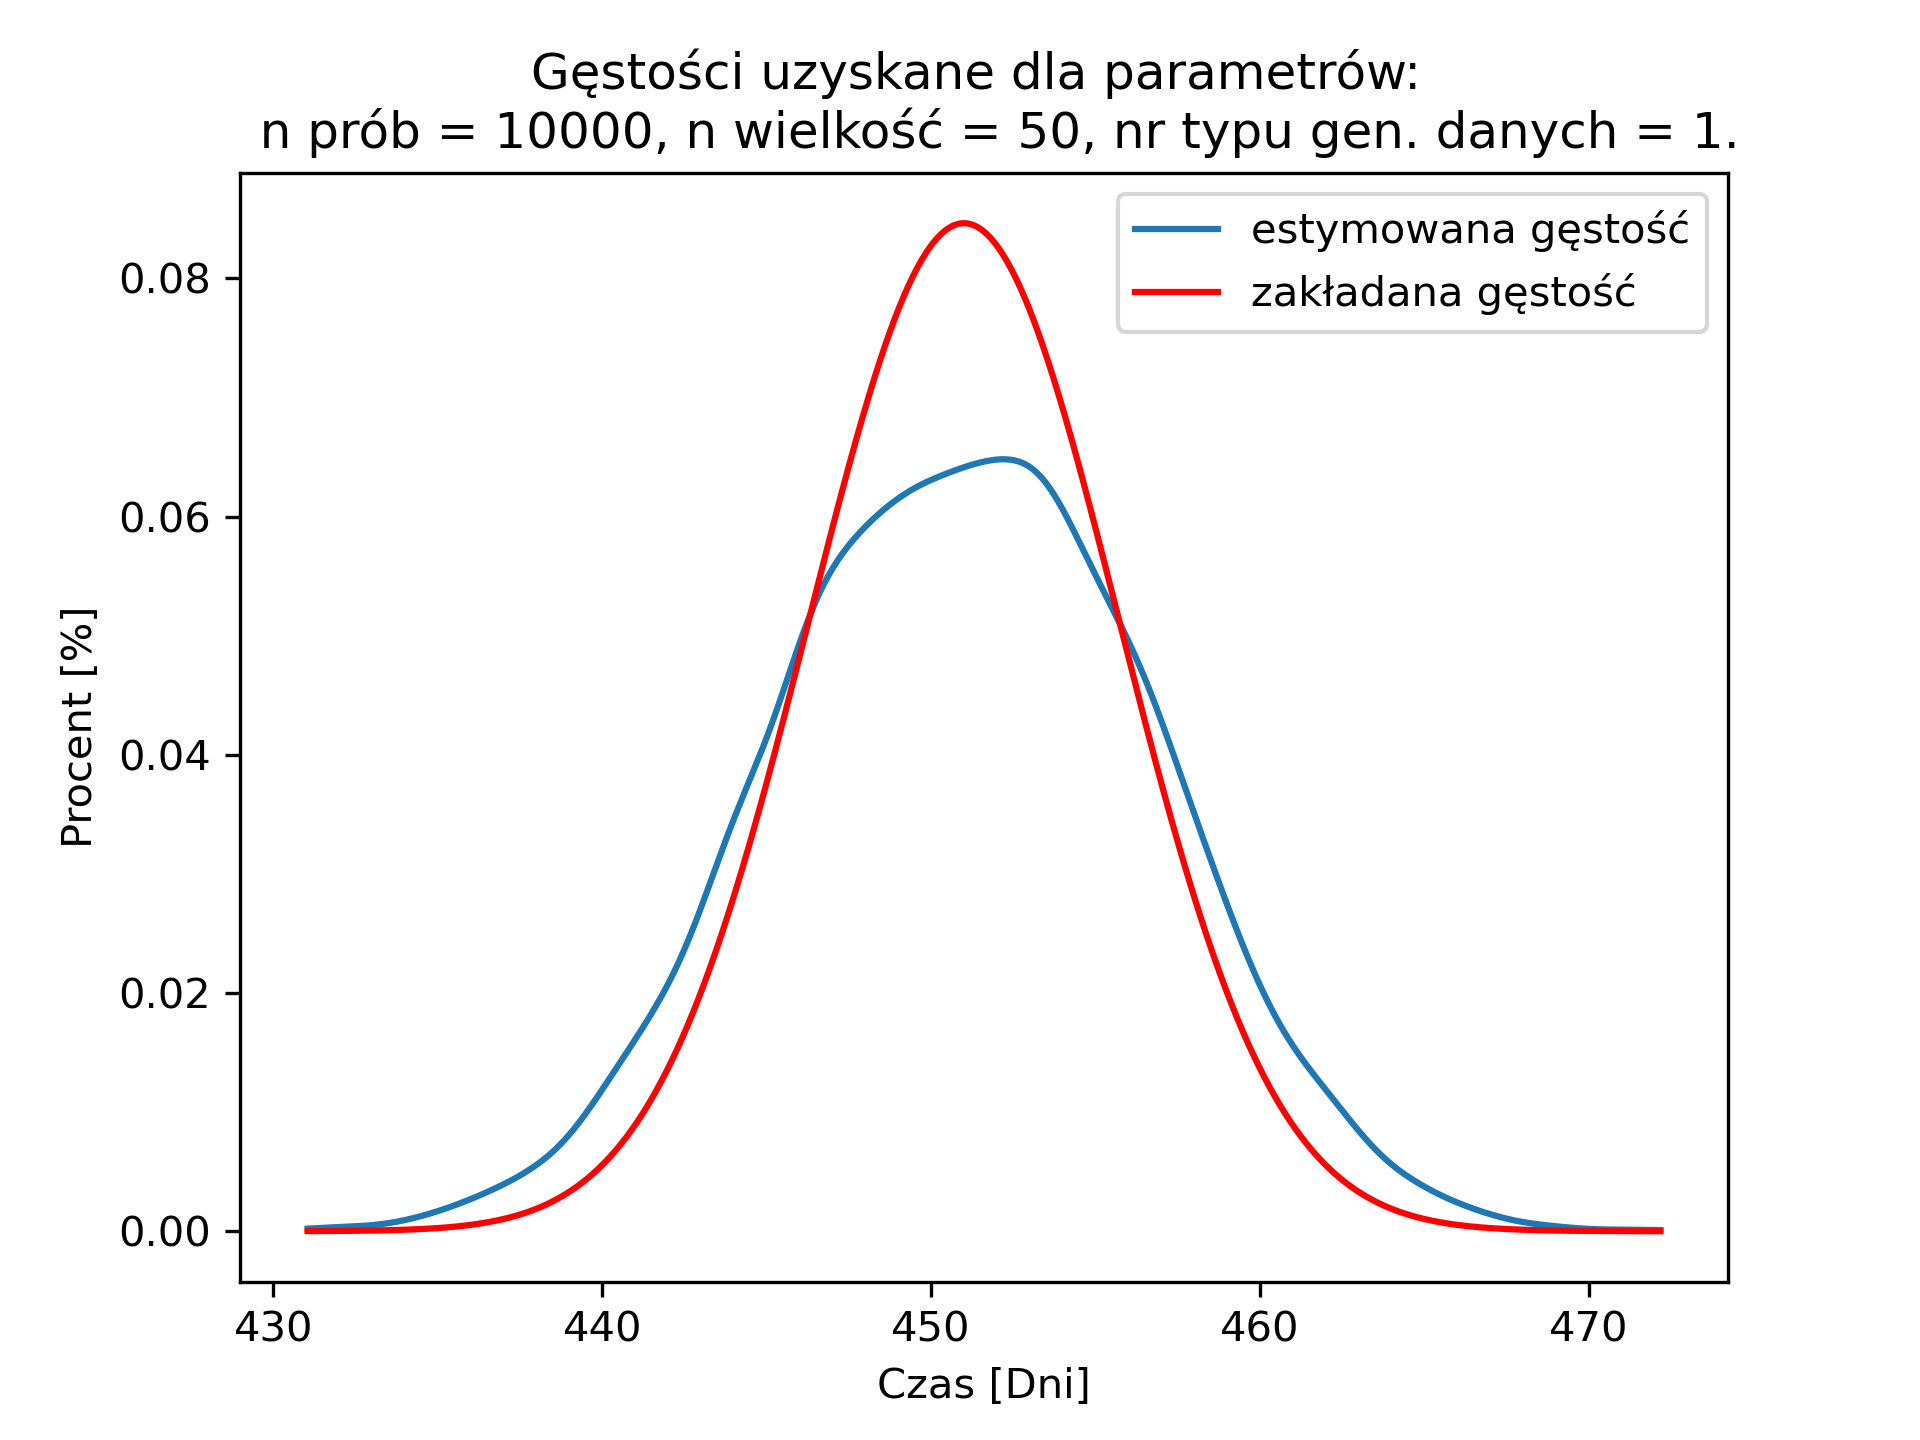 Gęstości uzyskane dla parametrów:
n prób = 10000, n wielkość = 50, nr typu gen. danych = 1.
estymowana gęstość
zakładana gęstość
0.08
0.06
0.04
0.02
0.00
Procent [%]
430 440 450 460 470
Czas [Dni]